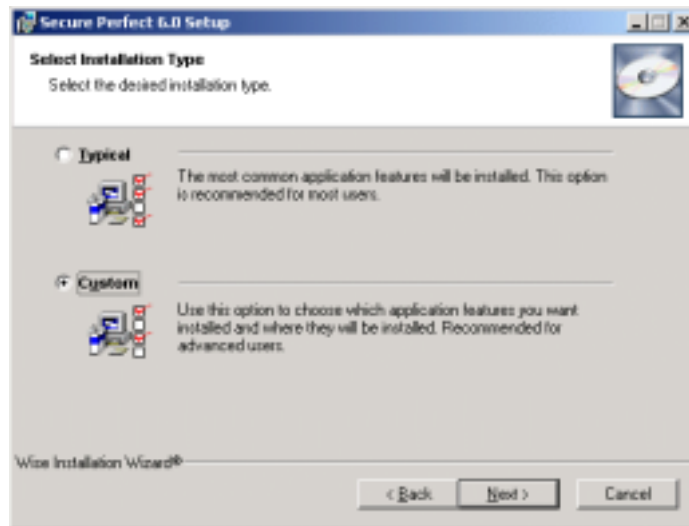 Secure Perfect 6.0 Setup
Select Installation Type
Select the desired installation type.
Typical
The most common application features will be installed. This option
is recommended for most users.
Custom
Use this option to choose which application features you want
installed and where they will be installed. Recommended for
advanced users.
Wise Installation Wizard®
< Back
Next >
Cancel